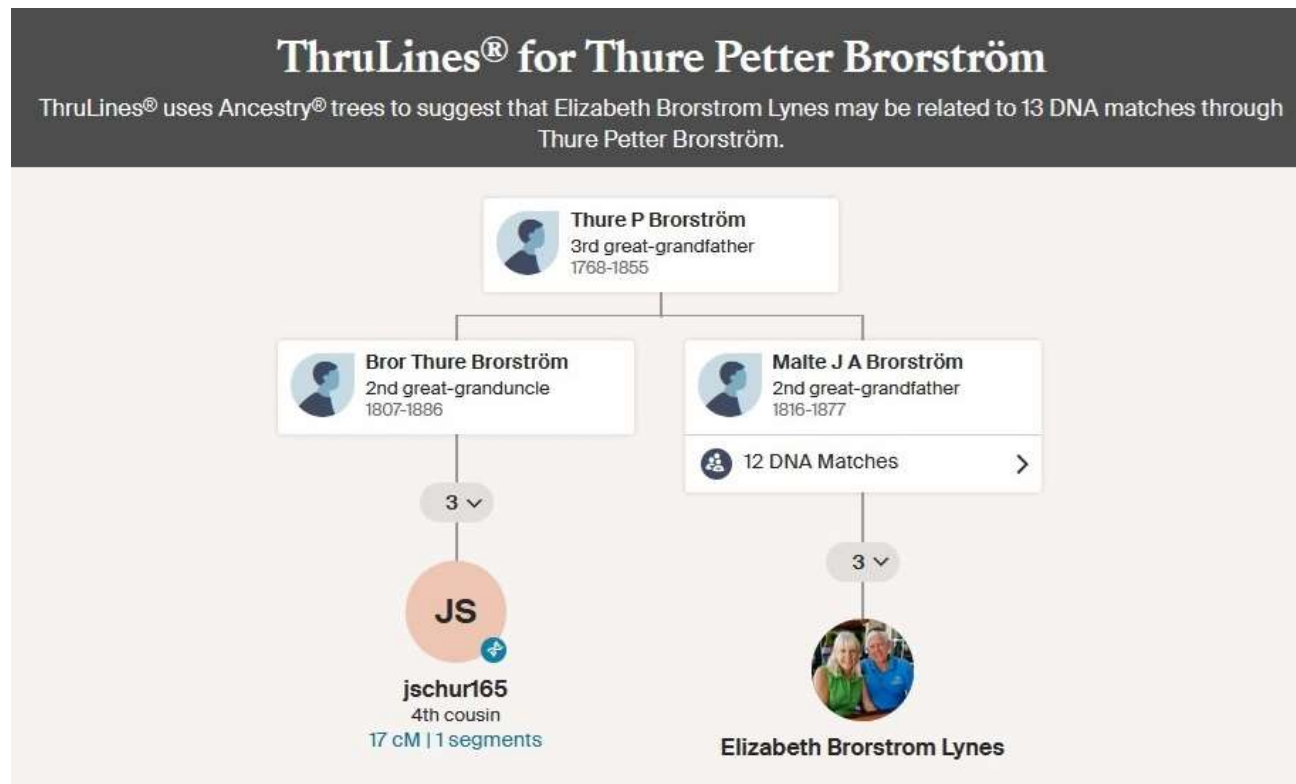 ThruLines® for Thure Petter Brorström
ThruLines® uses Ancestry® trees to suggest that Elizabeth Brorstrom Lynes may be related to 13 DNA matches through
Thure Petter Brorström.
Thure P Brorström
3rd great-grandfather
1768-1855
Bror Thure Brorström
2nd great-granduncle
1807-1886
Malte J A Brorström
2nd great-grandfather
1816-1877
12 DNA Matches
3
3
JS
jschur165
4th cousin
17 cM | 1 segments
Elizabeth Brorstrom Lynes